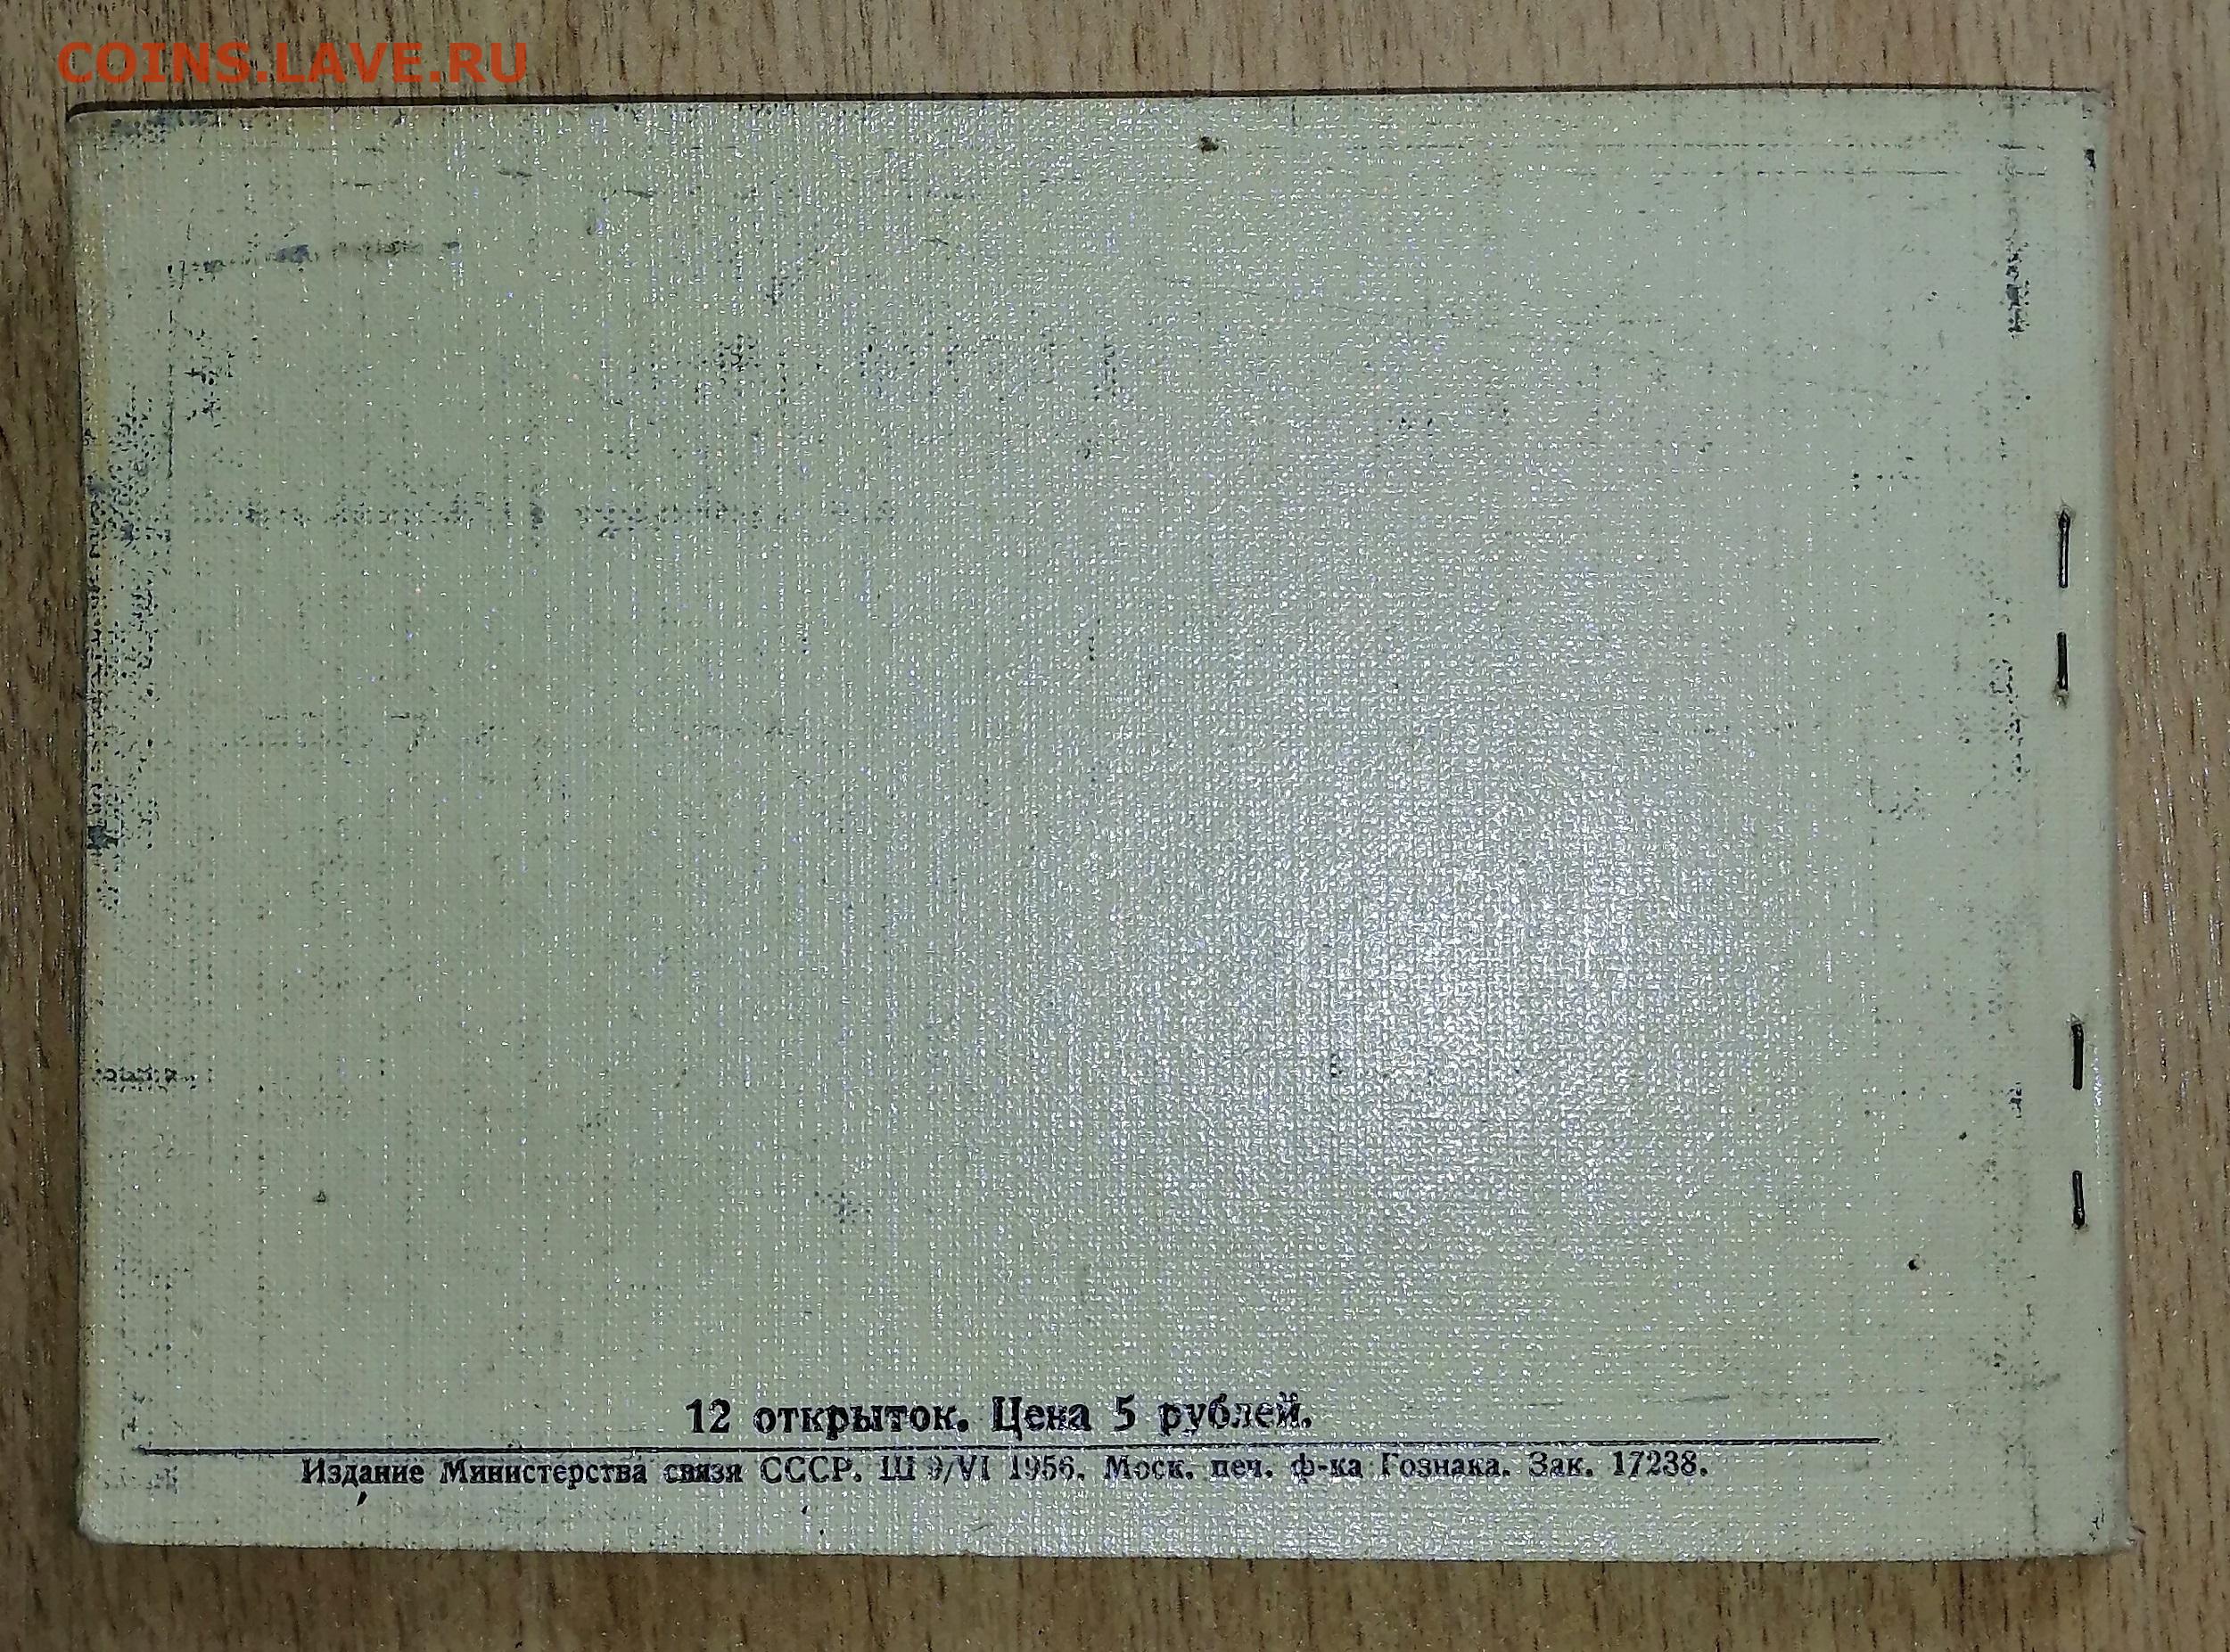 COINS.LAVE.RU
12 открыток. Цена 5 рублей.
Издание Министерства связи СССР. Ш 9/VI 1956. Моск. печ. ф-ка Гознака. Зак. 17238.